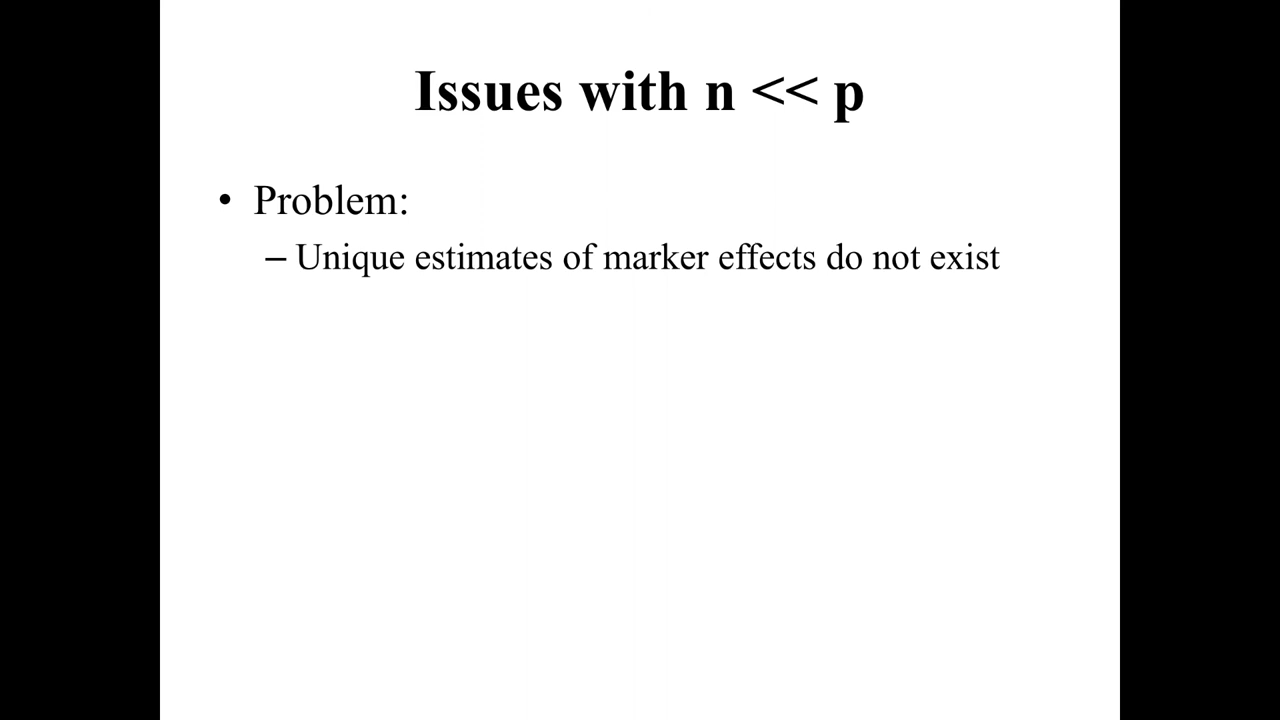 Issues with n << p
• Problem:
– Unique estimates of marker effects do not exist